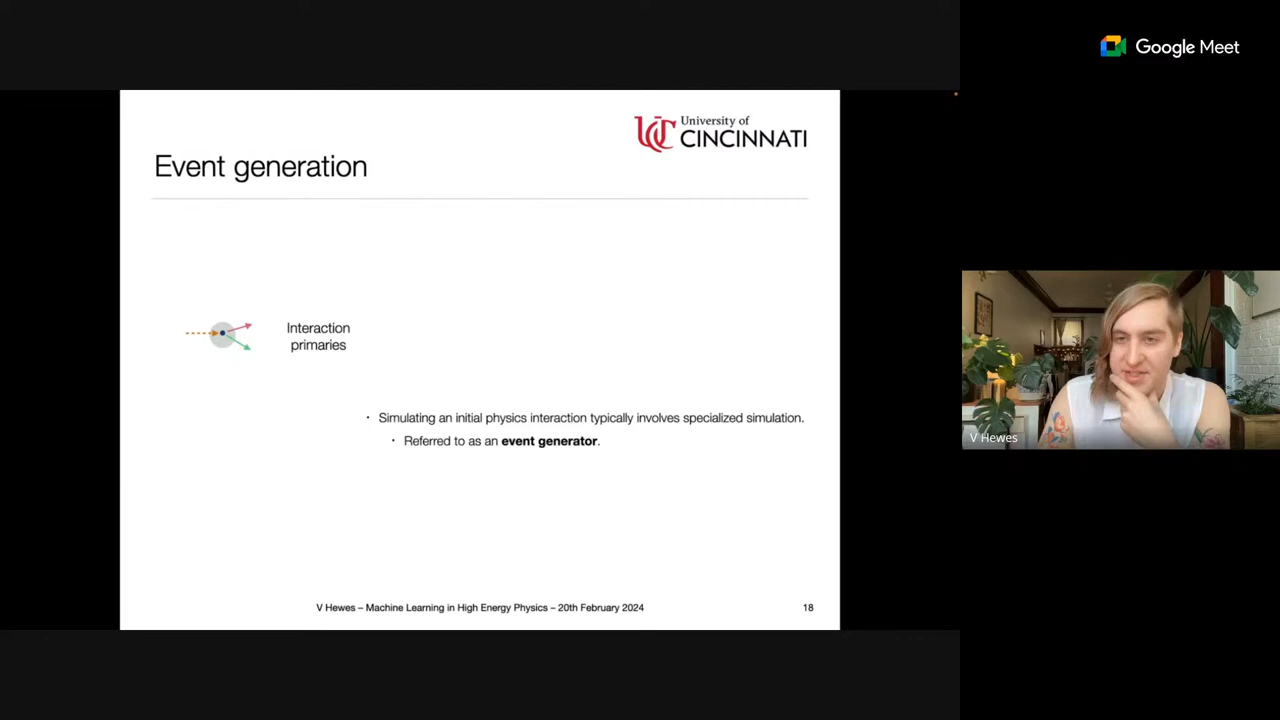 Google Meet
University of
CINCINNATI
Event generation
Interaction
primaries
· Simulating an initial physics interaction typically involves specialized simulation.
· Referred to as an event generator.
V Hewes
V Hewes – Machine Learning in High Energy Physics – 20th February 2024
18